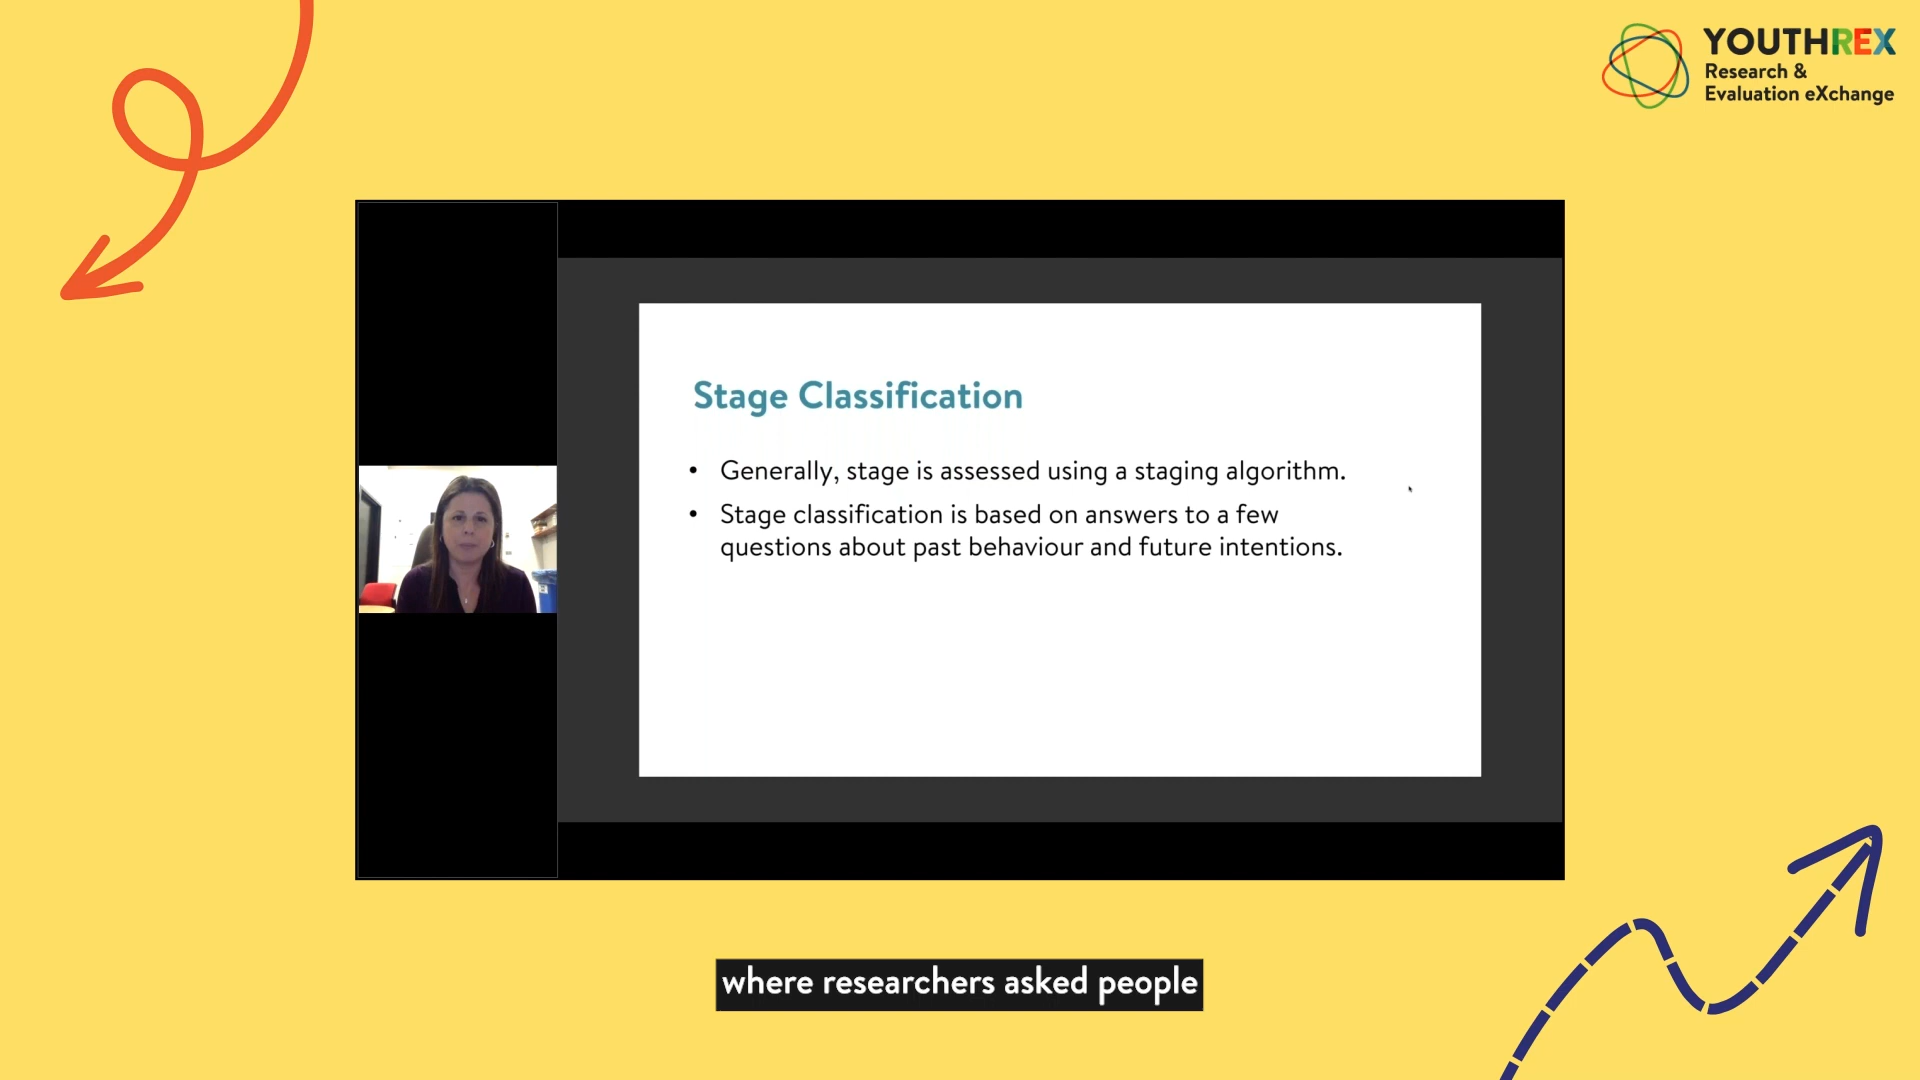 YOUTHREX
Research &
Evaluation eXchange
Stage Classification
• Generally, stage is assessed using a staging algorithm.
• Stage classification is based on answers to a few
questions about past behaviour and future intentions.
where researchers asked people